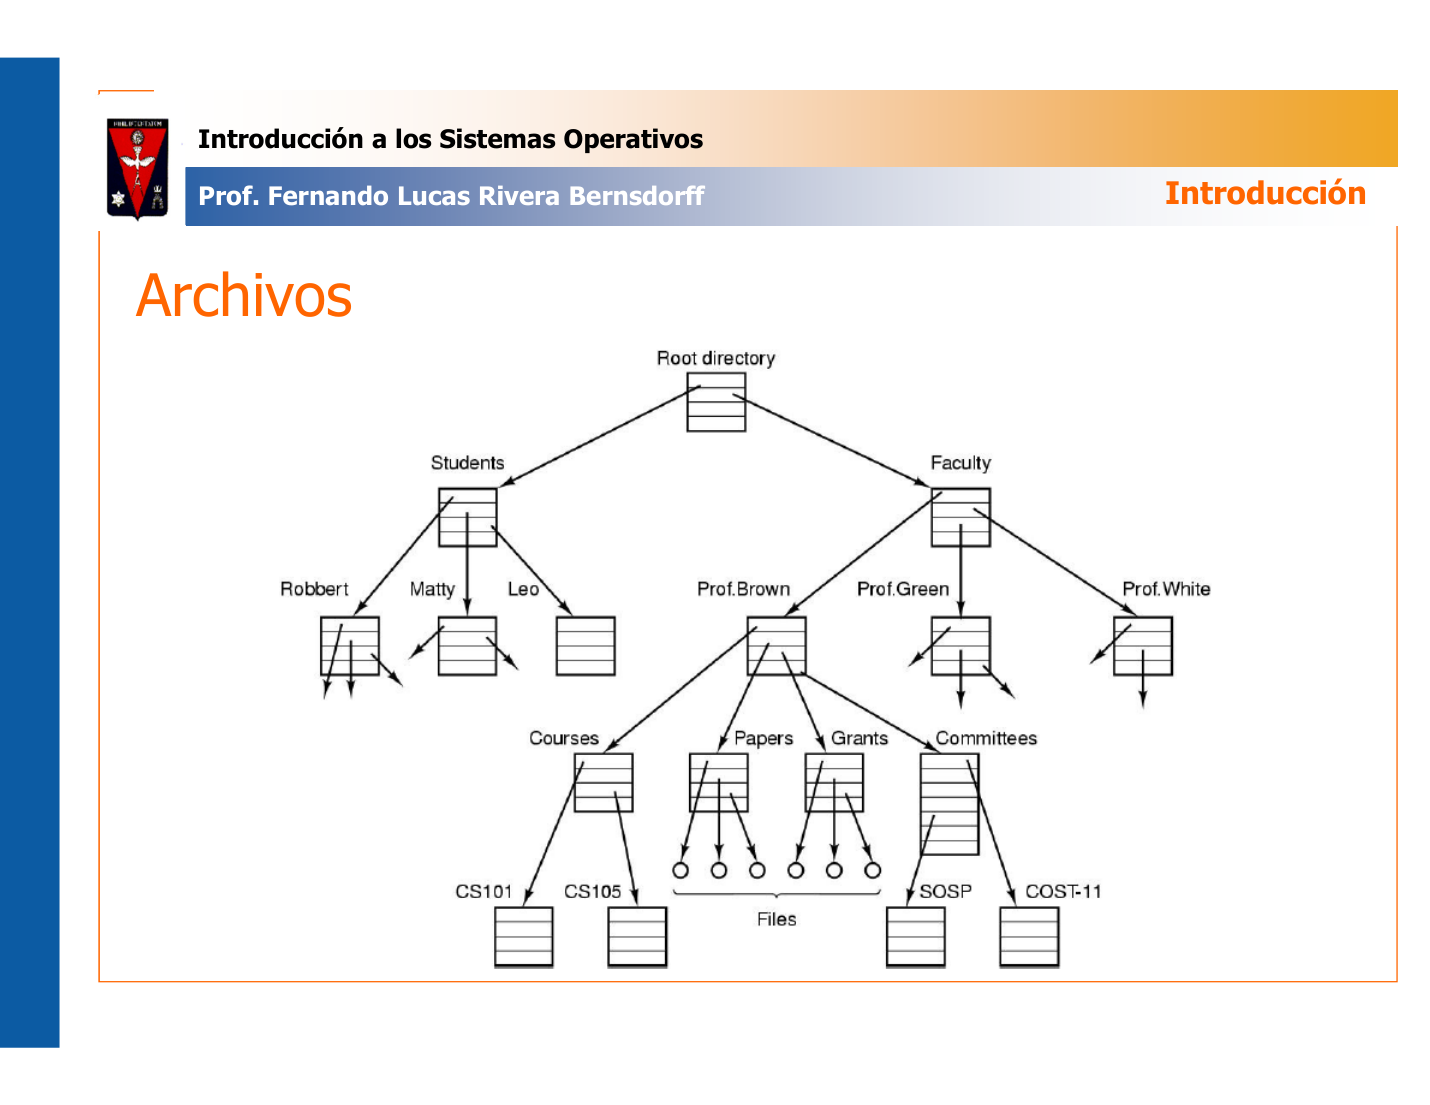 Introducción a los Sistemas Operativos
Prof. Fernando Lucas Rivera Bernsdorff
Introducción
Archivos
Root directory
Students
Faculty
Robbert
Matty
Leo
Prof.Brown
Prof.Green
Prof.White
Courses
Papers
Grants
Committees
CS101
CS105
SOSP
COST-11
Files